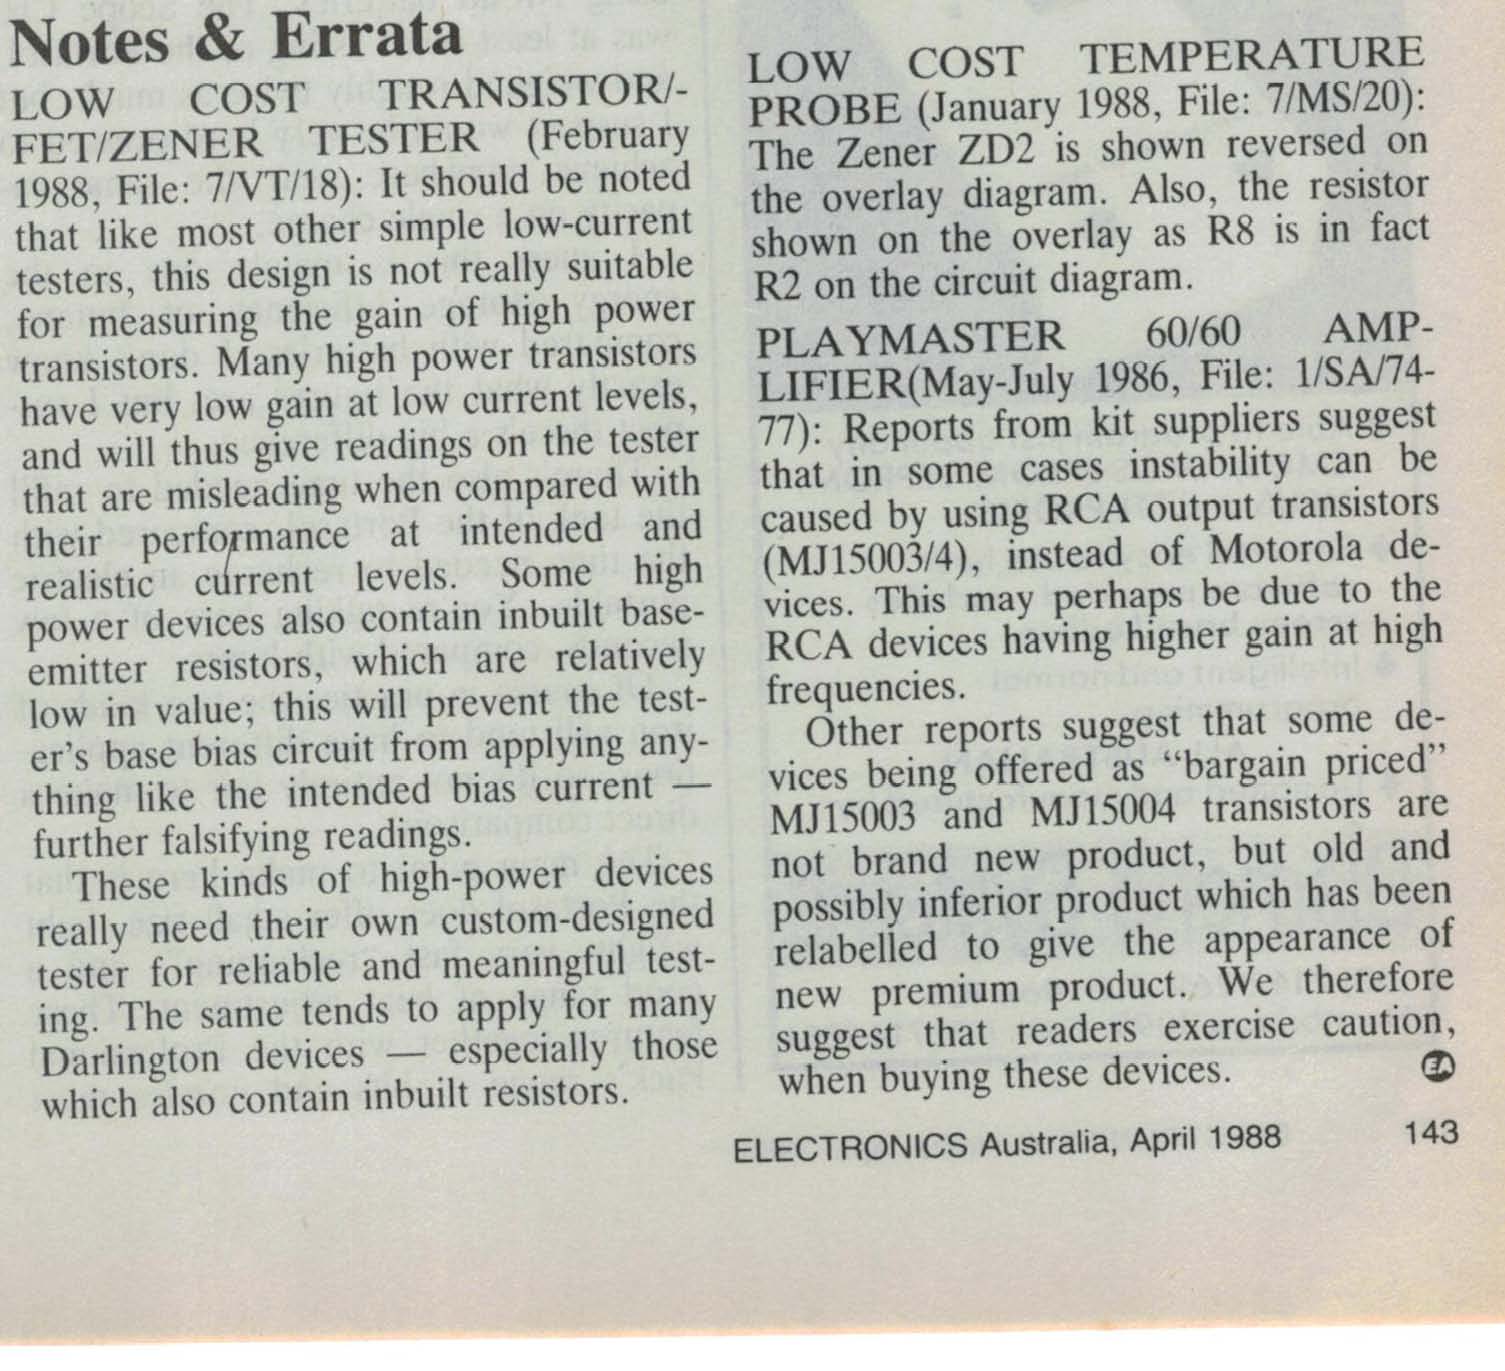 Notes & Errata
LOW COST TRANSISTOR/-
FET/ZENER TESTER (February
1988, File: 7/VT/18): It should be noted
that like most other simple low-current
testers, this design is not really suitable
for measuring the gain of high power
transistors. Many high power transistors
have very low gain at low current levels,
and will thus give readings on the tester
that are misleading when compared with
their performance at intended and
realistic current levels. Some high
power devices also contain inbuilt base-
emitter resistors, which are relatively
low in value; this will prevent the test-
er's base bias circuit from applying any-
thing like the intended bias current —
further falsifying readings.
These kinds of high-power devices
really need their own custom-designed
tester for reliable and meaningful test-
ing. The same tends to apply for many
Darlington devices — especially those
which also contain inbuilt resistors.
LOW COST TEMPERATURE
PROBE (January 1988, File: 7/MS/20):
The Zener ZD2 is shown reversed on
the overlay diagram. Also, the resistor
shown on the overlay as R8 is in fact
R2 on the circuit diagram.
PLAYMASTER 60/60 AMP-
LIFIER(May-July 1986, File: 1/SA/74-
77): Reports from kit suppliers suggest
that in some cases instability can be
caused by using RCA output transistors
(MJ15003/4), instead of Motorola de-
vices. This may perhaps be due to the
RCA devices having higher gain at high
frequencies.
Other reports suggest that some de-
vices being offered as “bargain priced”
MJ15003 and MJ15004 transistors are
not brand new product, but old and
possibly inferior product which has been
relabelled to give the appearance of
new premium product. We therefore
suggest that readers exercise caution,
when buying these devices. EA
ELECTRONICS Australia, April 1988 143